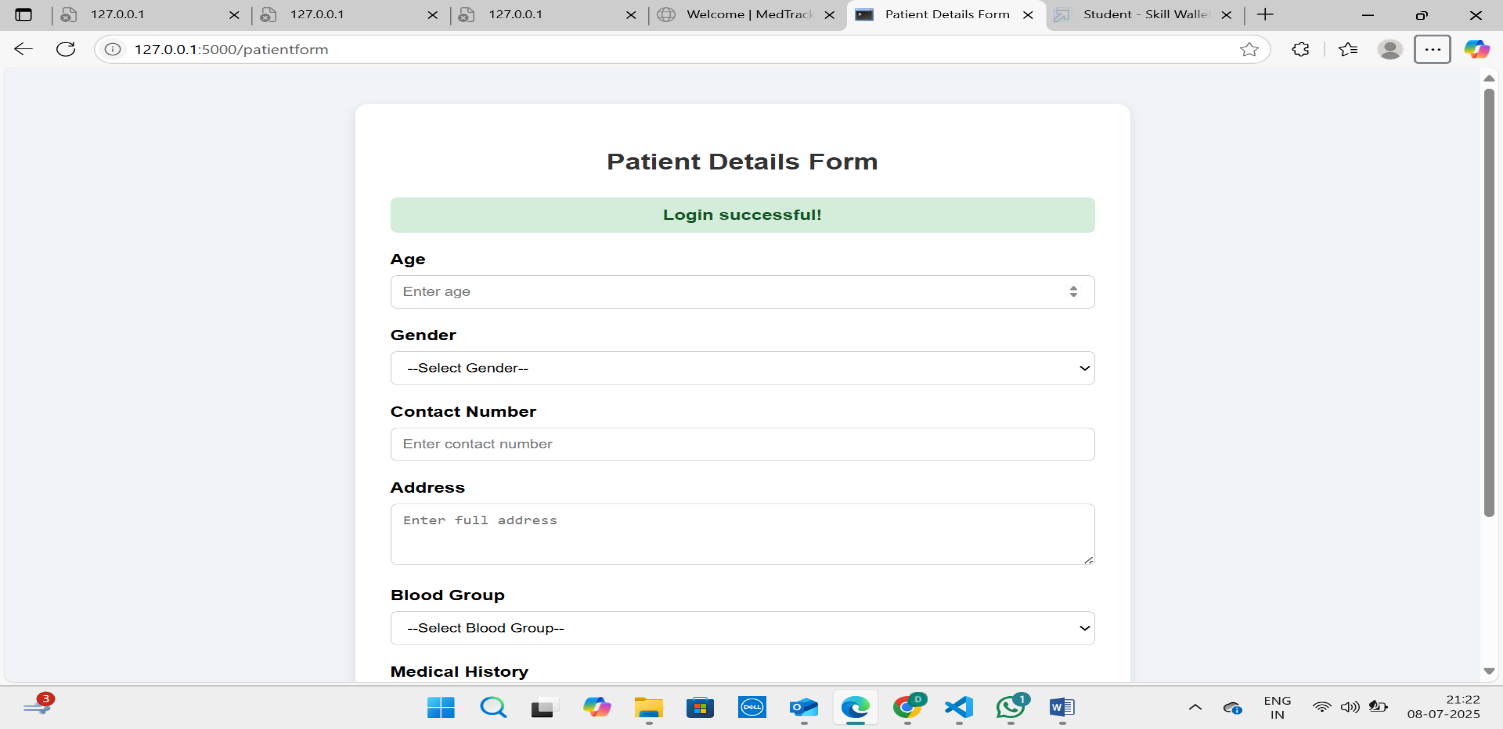 127.0.0.1 127.0.0.1 127.0.0.1 Welcome | MedTrack Patient Details Form Student - Skill Wallet
127.0.0.1:5000/patientform
Patient Details Form
Login successful!
Age
Enter age
Gender
--Select Gender--
Contact Number
Enter contact number
Address
Enter full address
Blood Group
--Select Blood Group--
Medical History
3
DELL
D
1
W
ENG
IN
21:22
08-07-2025